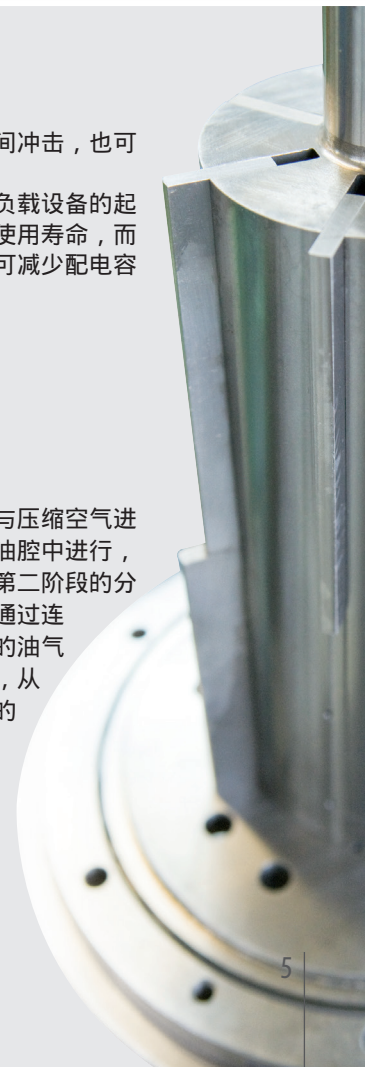 间冲击，也可
负载设备的起
使用寿命，而
可减少配电容
与压缩空气进
油腔中进行，
第二阶段的分
通过连
的油气
，从
的
5